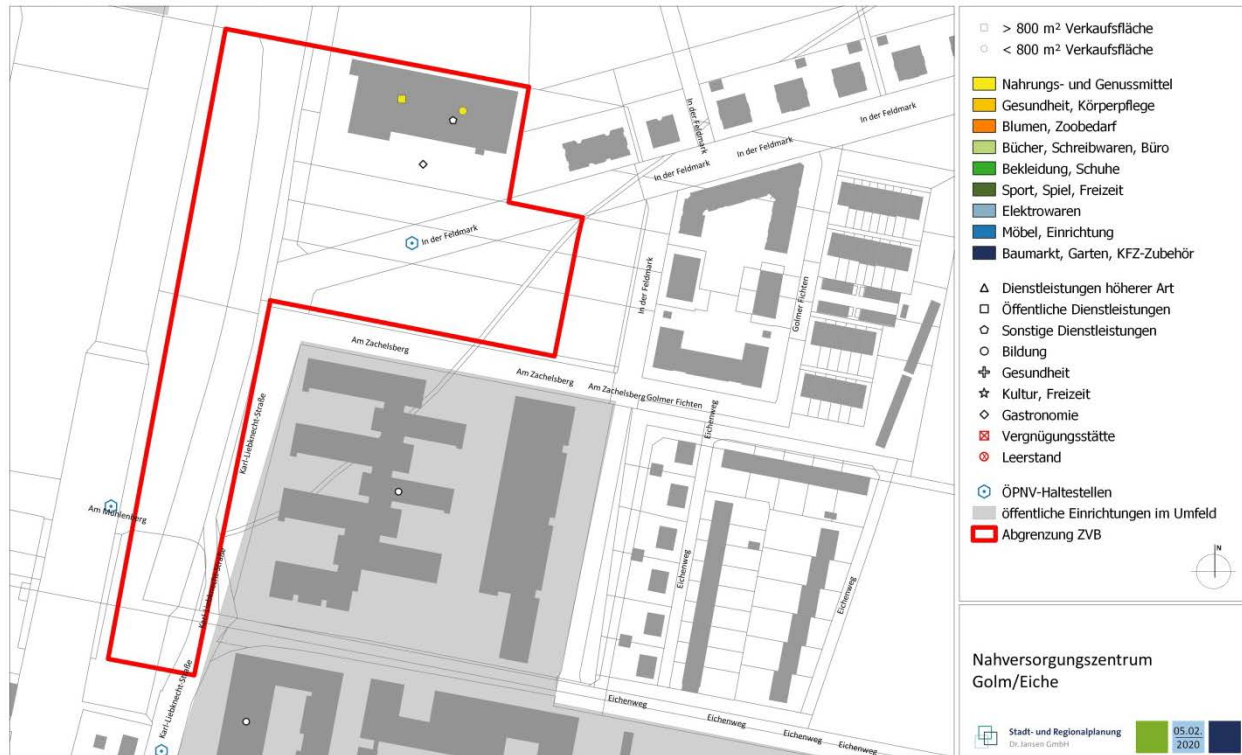 In der Feldmark
In der Feldmark
In der Feldmark
In der Feldmark
In der Feldmark
In der Feldmark
In der Feldmark
Golmer Fichten
Am Zachelsberg
Am Zachelsberg
Am Zachelsberg
Golmer Fichten
Karl-Liebknecht-Straße
Eichenweg
Am Mühlenberg
Karl-Liebknecht-Straße
Eichenweg
Eichenweg
Karl-Liebknecht-Straße
Eichenweg
Eichenweg
Eichenweg
Eichenweg
> 800 m² Verkaufsfläche
< 800 m² Verkaufsfläche
Nahrungs- und Genussmittel
Gesundheit, Körperpflege
Blumen, Zoobedarf
Bücher, Schreibwaren, Büro
Bekleidung, Schuhe
Sport, Spiel, Freizeit
Elektrowaren
Möbel, Einrichtung
Baumarkt, Garten, KFZ-Zubehör
Dienstleistungen höherer Art
Öffentliche Dienstleistungen
Sonstige Dienstleistungen
Bildung
Gesundheit
Kultur, Freizeit
Gastronomie
Vergnügungsstätte
Leerstand
ÖPNV-Haltestellen
öffentliche Einrichtungen im Umfeld
Abgrenzung ZVB
N
Nahversorgungszentrum
Golm/Eiche
Stadt- und Regionalplanung
Dr. Jansen GmbH
05.02.
2020